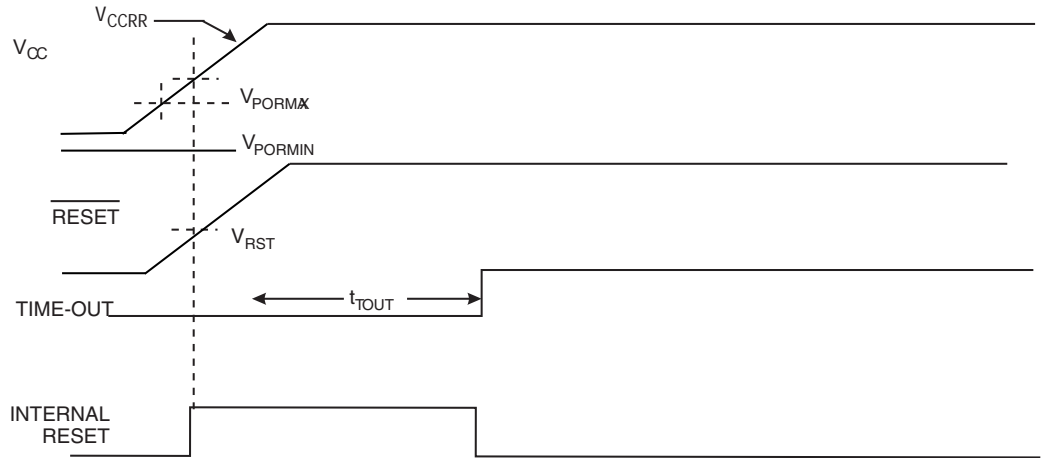 VCCRR
VCC
VPORMAX
VPORMIN
RESET
VRST
tTOUT
TIME-OUT
INTERNAL
RESET